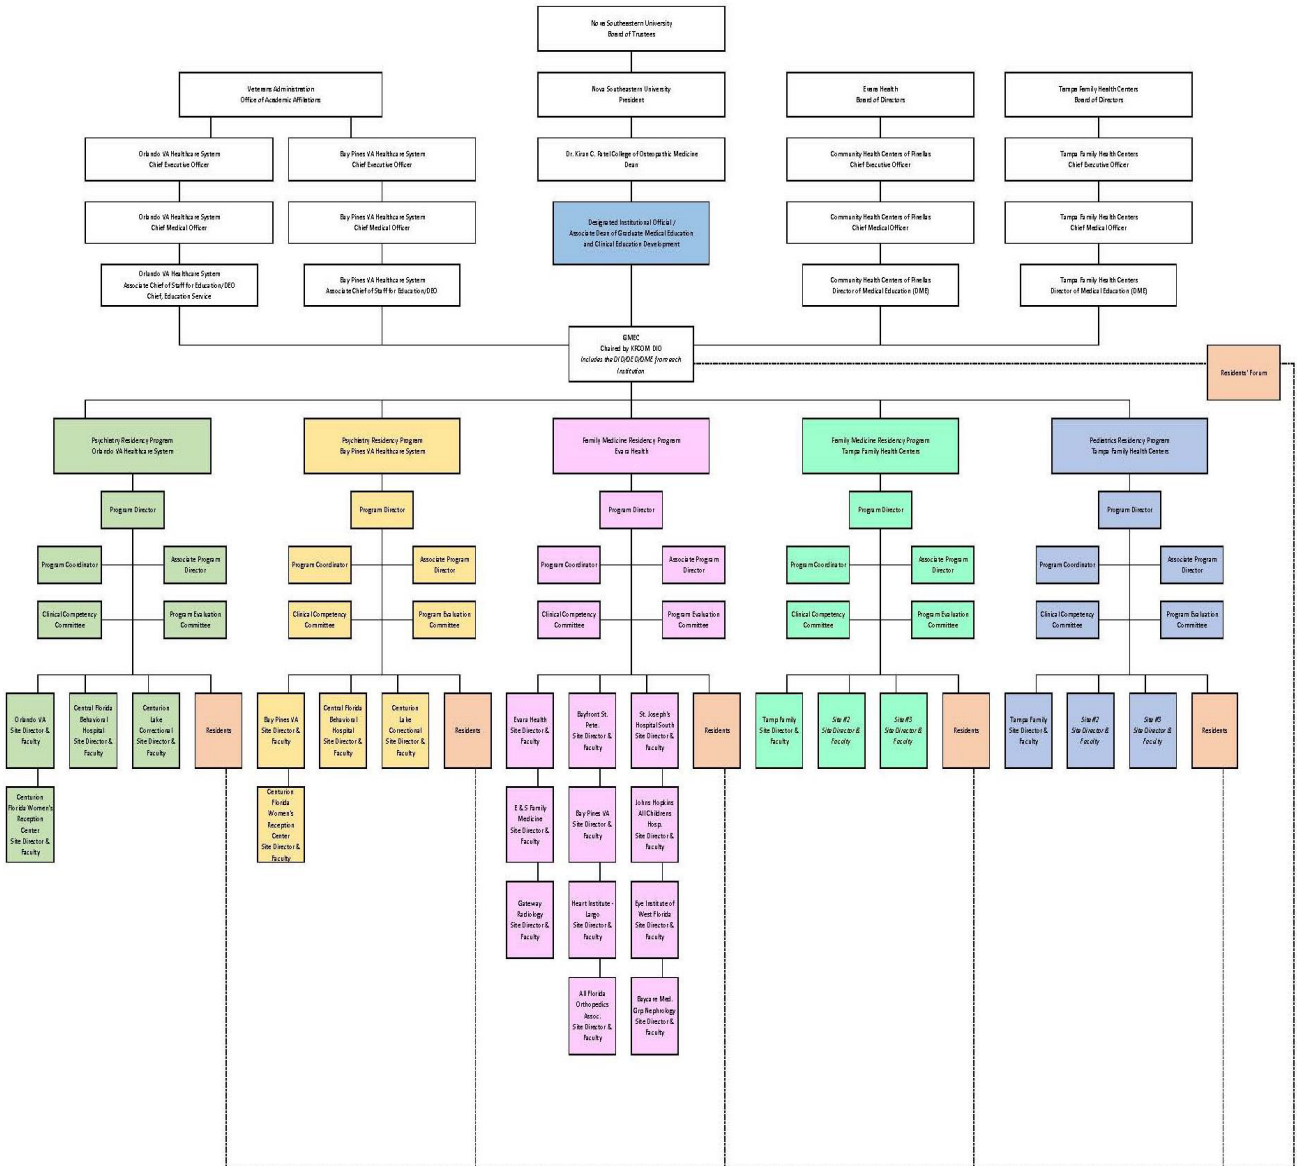 Nova Southeastern University
Board of Trustees
Veterans Administration
Office of Academic Affiliations
Nova Southeastern University
President
Evara Health
Board of Directors
Tampa Family Health Centers
Board of Directors
Orlando VA Healthcare System
Chief Executive Officer
Bay Pines VA Healthcare System
Chief Executive Officer
Dr. Kiran C. Patel College of Osteopathic Medicine
Dean
Community Health Centers of Pinellas
Chief Executive Officer
Tampa Family Health Centers
Chief Executive Officer
Orlando VA Healthcare System
Chief Medical Officer
Bay Pines VA Healthcare System
Chief Medical Officer
Designated Institutional Official /
Associate Dean of Graduate Medical Education
and Clinical Education Development
Community Health Centers of Pinellas
Chief Medical Officer
Tampa Family Health Centers
Chief Medical Officer
Orlando VA Healthcare System
Associate Chief of Staff for Education/DEO
Chief, Education Service
Bay Pines VA Healthcare System
Associate Chief of Staff for Education/DEO
Community Health Centers of Pinellas
Director of Medical Education (DME)
Tampa Family Health Centers
Director of Medical Education (DME)
GMEC
Chaired by KPCOM DIO
Includes the DIO/DEO/DME from each
Institution
Residents' Forum
Psychiatry Residency Program
Orlando VA Healthcare System
Psychiatry Residency Program
Bay Pines VA Healthcare System
Family Medicine Residency Program
Evara Health
Family Medicine Residency Program
Tampa Family Health Centers
Pediatrics Residency Program
Tampa Family Health Centers
Program Director
Program Director
Program Director
Program Director
Program Director
Program Coordinator
Associate Program
Director
Program Coordinator
Associate Program
Director
Program Coordinator
Associate Program
Director
Program Coordinator
Associate Program
Director
Program Coordinator
Associate Program
Director
Clinical Competency
Committee
Program Evaluation
Committee
Clinical Competency
Committee
Program Evaluation
Committee
Clinical Competency
Committee
Program Evaluation
Committee
Clinical Competency
Committee
Program Evaluation
Committee
Clinical Competency
Committee
Program Evaluation
Committee
Orlando VA
Site Director &
Faculty
Central Florida
Behavioral
Hospital
Site Director &
Faculty
Centurion
Lake
Correctional
Site Director &
Faculty
Residents
Bay Pines VA
Site Director &
Faculty
Central Florida
Behavioral
Hospital
Site Director &
Faculty
Centurion
Lake
Correctional
Site Director &
Faculty
Residents
Evara Health
Site Director &
Faculty
Bayfront St.
Pete.
Site Director &
Faculty
St. Joseph's
Hospital South
Site Director &
Faculty
Residents
Tamp Family
Site Director &
Faculty
Site #2
Site Director &
Faculty
Site #3
Site Director &
Faculty
Residents
Tampa Family
Site Director &
Faculty
Site #2
Site Director &
Faculty
Site #3
Site Director &
Faculty
Residents
Centurion
Florida Women's
Reception
Center
Site Director &
Faculty
Centurion
Florida
Women's
Reception
Center
Site Director &
Faculty
E & S Family
Medicine
Site Director &
Faculty
Bay Pines VA
Site Director &
Faculty
Johns Hopkins
All Childrens
Hosp.
Site Director &
Faculty
Gateway
Radiology
Site Director &
Faculty
Heart Institute -
Largo
Site Director &
Faculty
Eye Institute of
West Florida
Site Director &
Faculty
All Florida
Orthopedics
Assoc.
Site Director &
Faculty
Baycare Med.
Grp Nephrology
Site Director &
Faculty